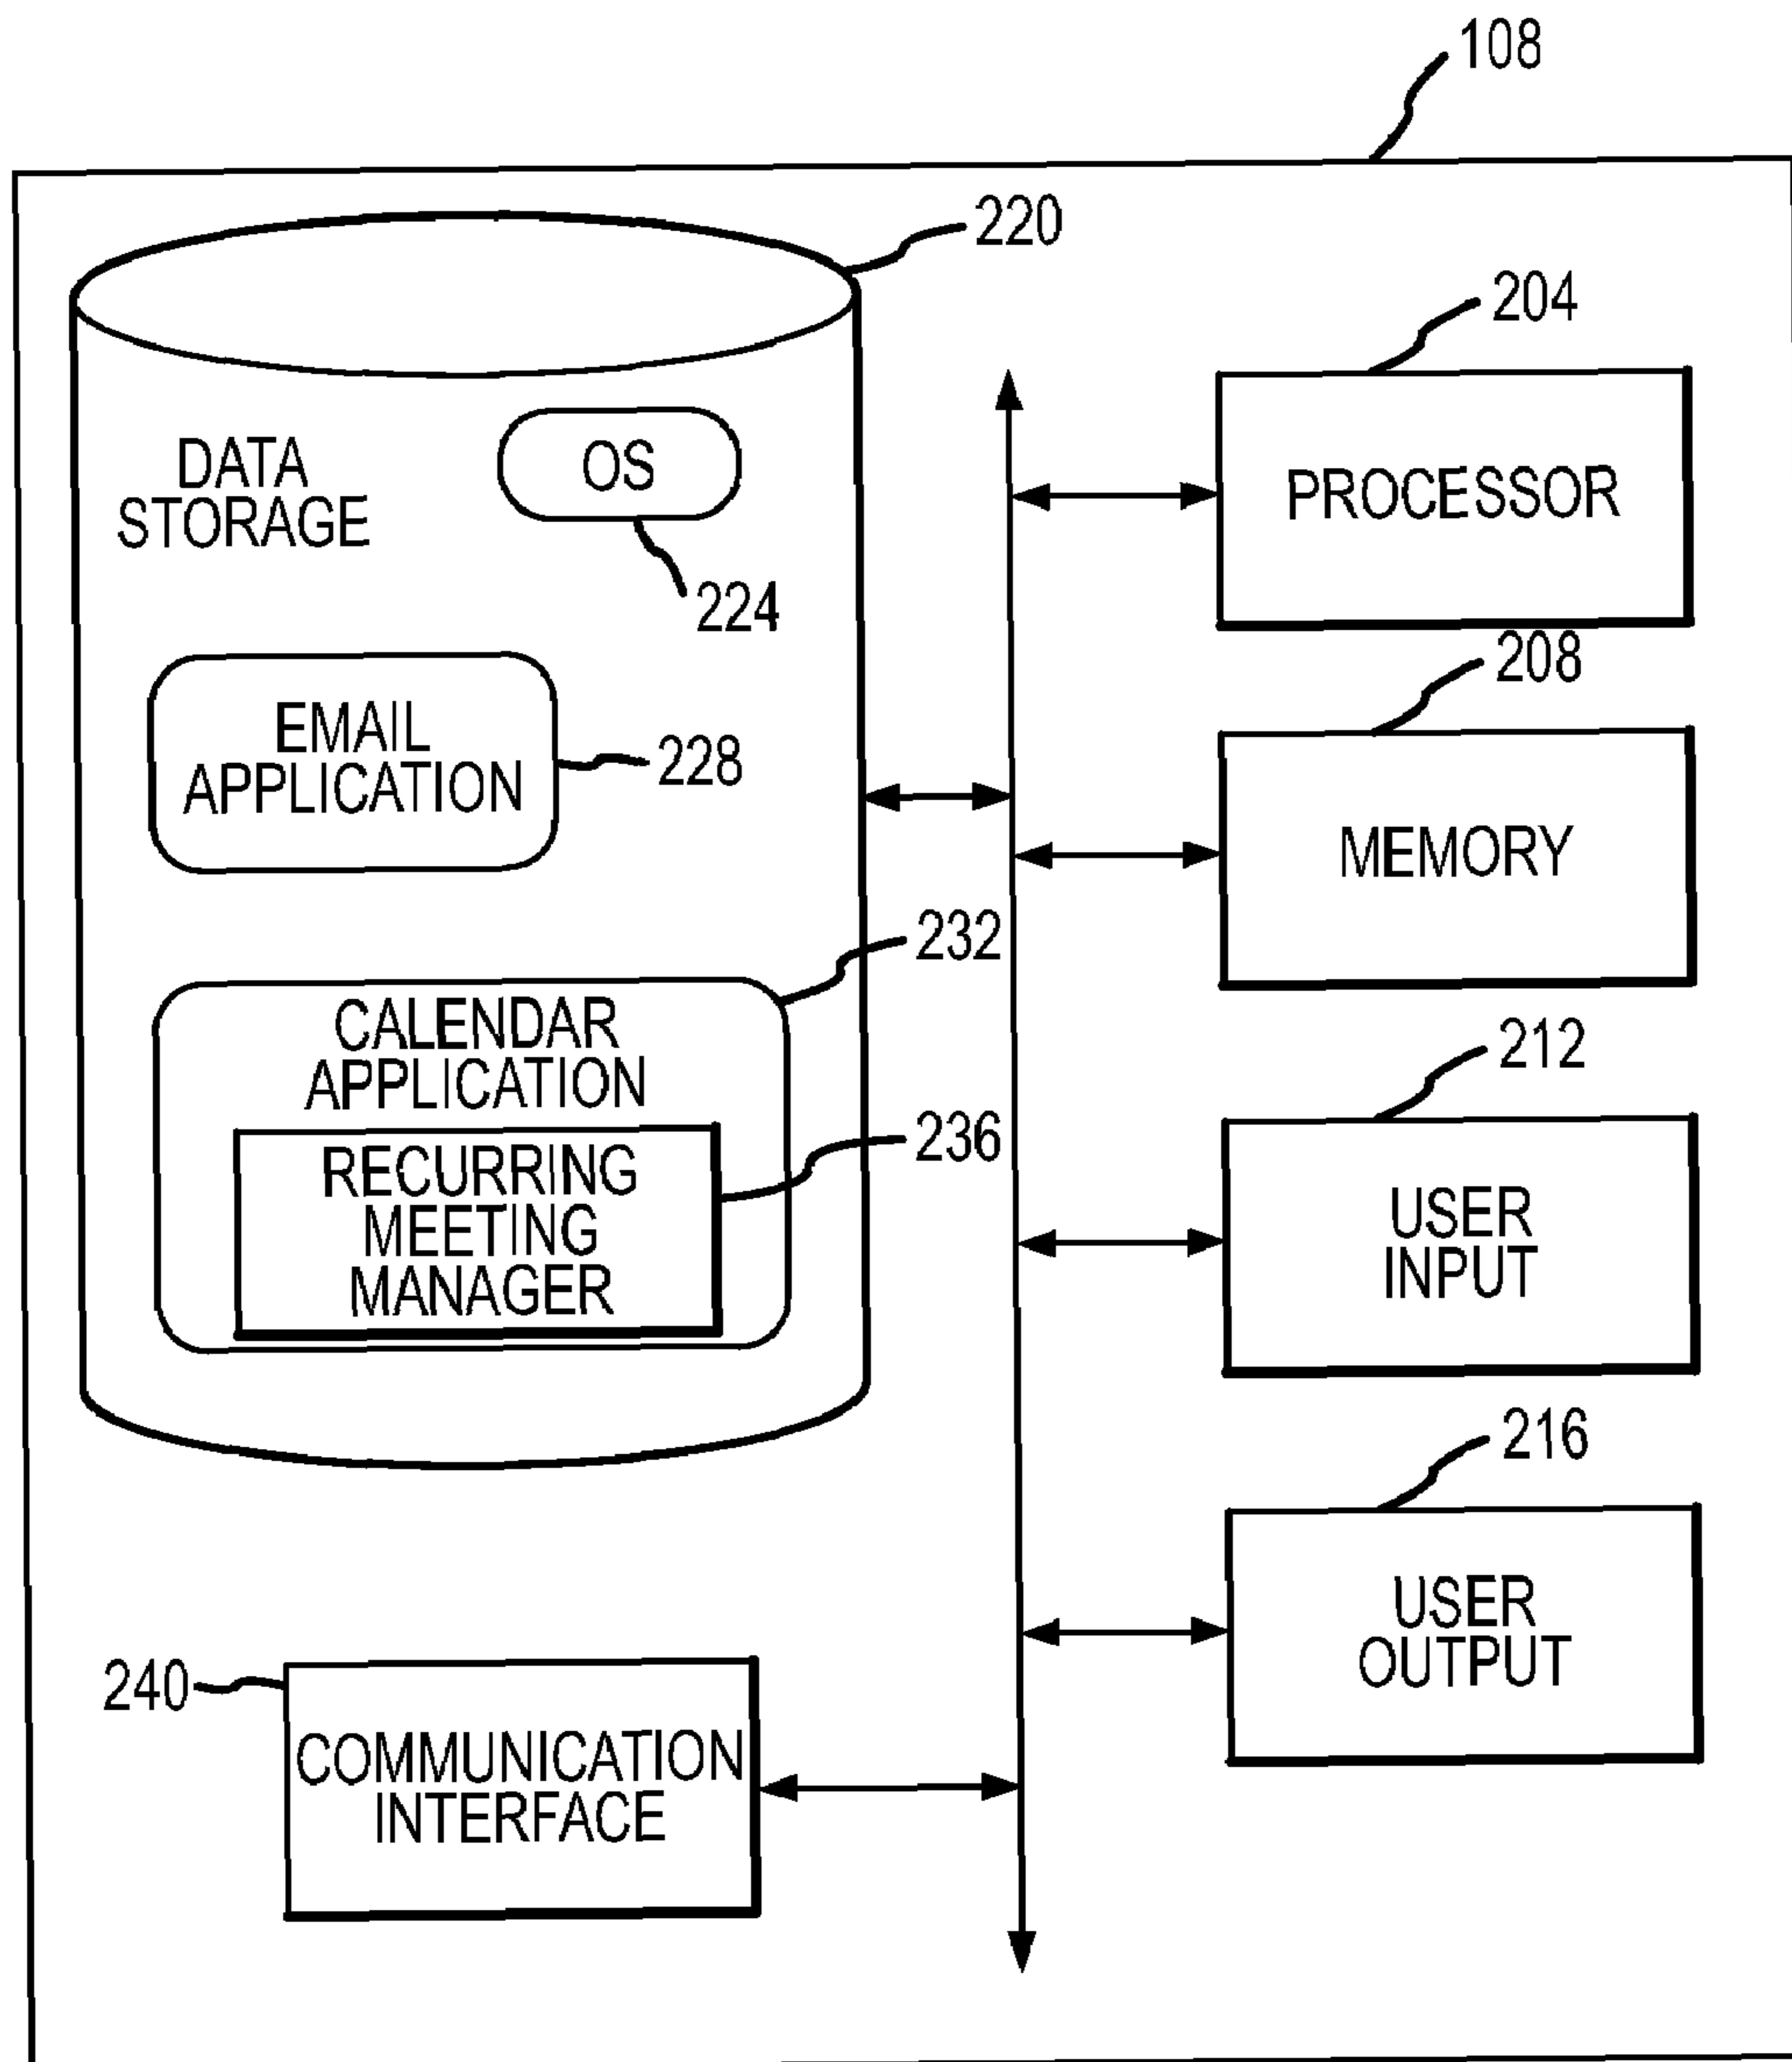 108
220
204
DATA
STORAGE
OS
PROCESSOR
224
208
EMAIL
APPLICATION
228
MEMORY
232
CALENDAR
APPLICATION
212
236
RECURRING
MEETING
MANAGER
USER
INPUT
216
USER
OUTPUT
240
COMMUNICATION
INTERFACE